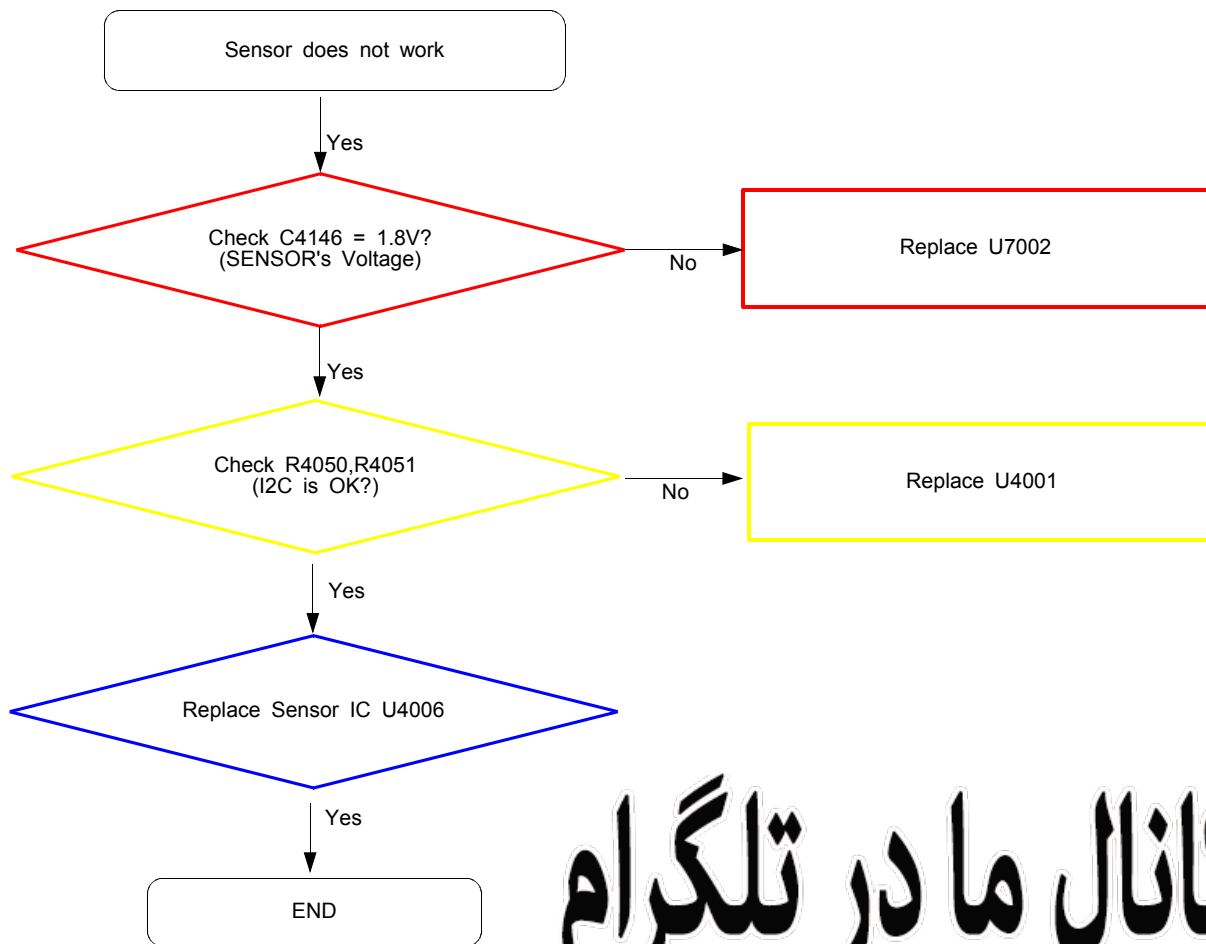 Sensor does not work
Yes
Check C4146 = 1.8V?
(SENSOR's Voltage)
No
Replace U7002
Yes
Check R4050,R4051
(I2C is OK?)
No
Replace U4001
Yes
Replace Sensor IC U4006
Yes
END
ما در تلگرام